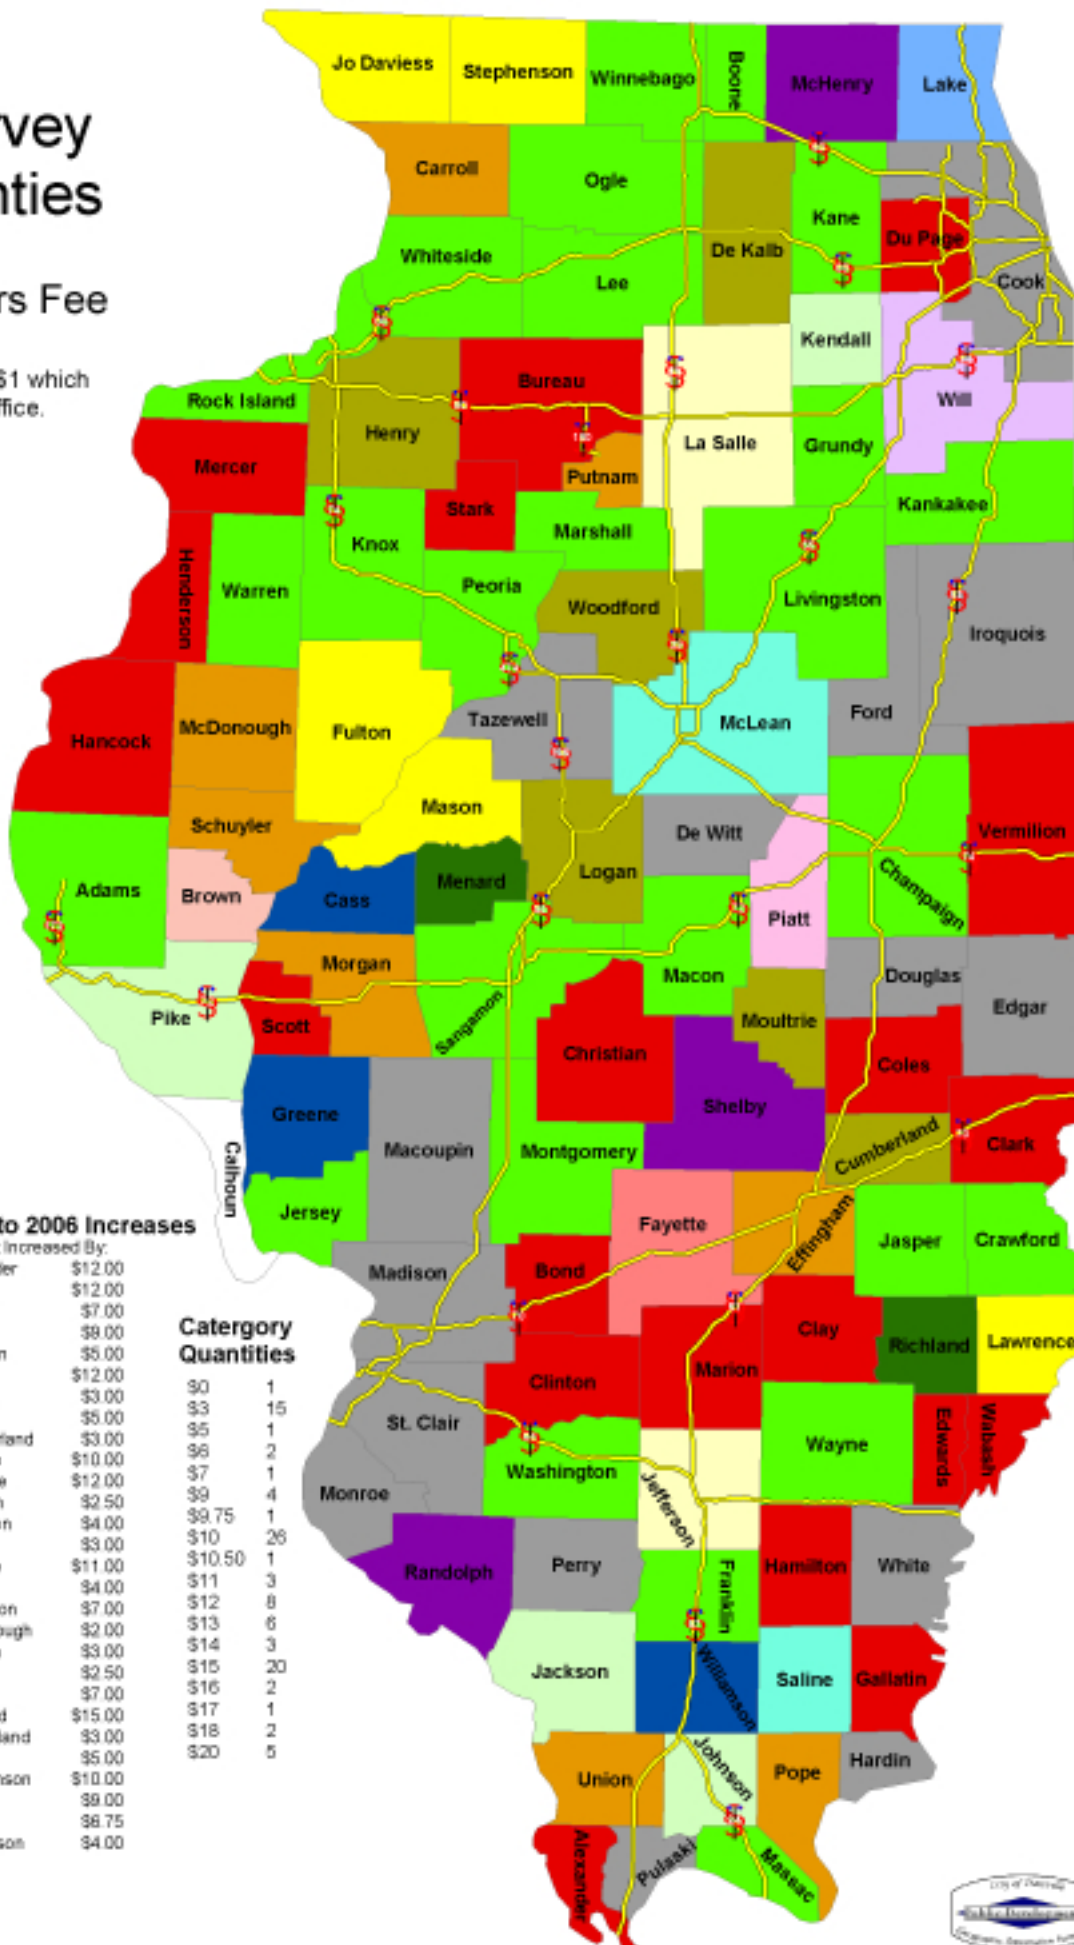 rvey
nties
rs Fee
$1 which
ffice.
Jo Daviess
Stephenson
Winnebago
Boone
McHenry
Lake
Carroll
Ogle
Kane
Du Page
Cook
Whiteside
De Kalb
Lee
Kendall
Will
Rock Island
Henry
Bureau
La Salle
Grundy
Mercer
Putnam
Kankakee
Stark
Marshall
Knox
Henderson
Warren
Peoria
Woodford
Livingston
Iroquois
Hancock
McDonough
Fulton
Tazewell
McLean
Ford
Mason
Schuyler
De Witt
Vermilion
Adams
Brown
Cass
Menard
Logan
Piatt
Champaign
Pike
Morgan
Scott
Sangamon
Macon
Moultrie
Douglas
Edgar
Christian
Coles
Shelby
Greene
Macoupin
Montgomery
Cumberland
Clark
Calhoun
Jersey
Fayette
Effingham
Jasper
Crawford
Madison
Bond
Clay
Richland
Lawrence
Clinton
Marion
St. Clair
Wayne
Edwards
Wabash
Washington
Jefferson
Monroe
Randolph
Perry
Franklin
Hamilton
White
Jackson
Williamson
Saline
Gallatin
Union
Johnson
Pope
Hardin
Alexander
Pulaski
Massac
to 2006 Increases
t Increased By:
der $12.00
$12.00
$7.00
$9.00
n $5.00
$12.00
$3.00
$5.00
rland $3.00
$10.00
e $12.00
n $2.50
on $4.00
$3.00
$11.00
$4.00
on $7.00
ough $2.00
$3.00
$2.50
$7.00
d $15.00
land $3.00
$5.00
nson $10.00
$9.00
$6.75
son $4.00
Catergory
Quantities
$0 1
$3 15
$5 1
$6 2
$7 1
$9 4
$9.75 1
$10 26
$10.50 1
$11 3
$12 8
$13 6
$14 3
$15 20
$16 2
$17 1
$18 2
$20 5